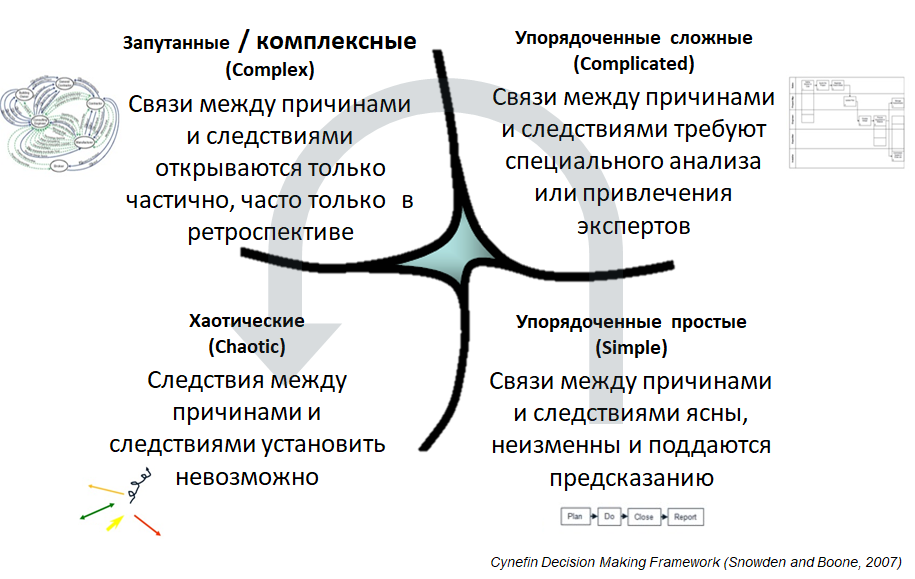 Запутанные / комплексные
(Complex)
Связи между причинами
и следствиями
открываются только
частично, часто только в
ретроспективе
Упорядоченные сложные
(Complicated)
Связи между причинами
и следствиями требуют
специального анализа
или привлечения
экспертов
Хаотические
(Chaotic)
Следствия между
причинами и
следствиями установить
невозможно
Упорядоченные простые
(Simple)
Связи между причинами
и следствиями ясны,
неизменны и поддаются
предсказанию
Plan Do Close Report
Cynefin Decision Making Framework (Snowden and Boone, 2007)